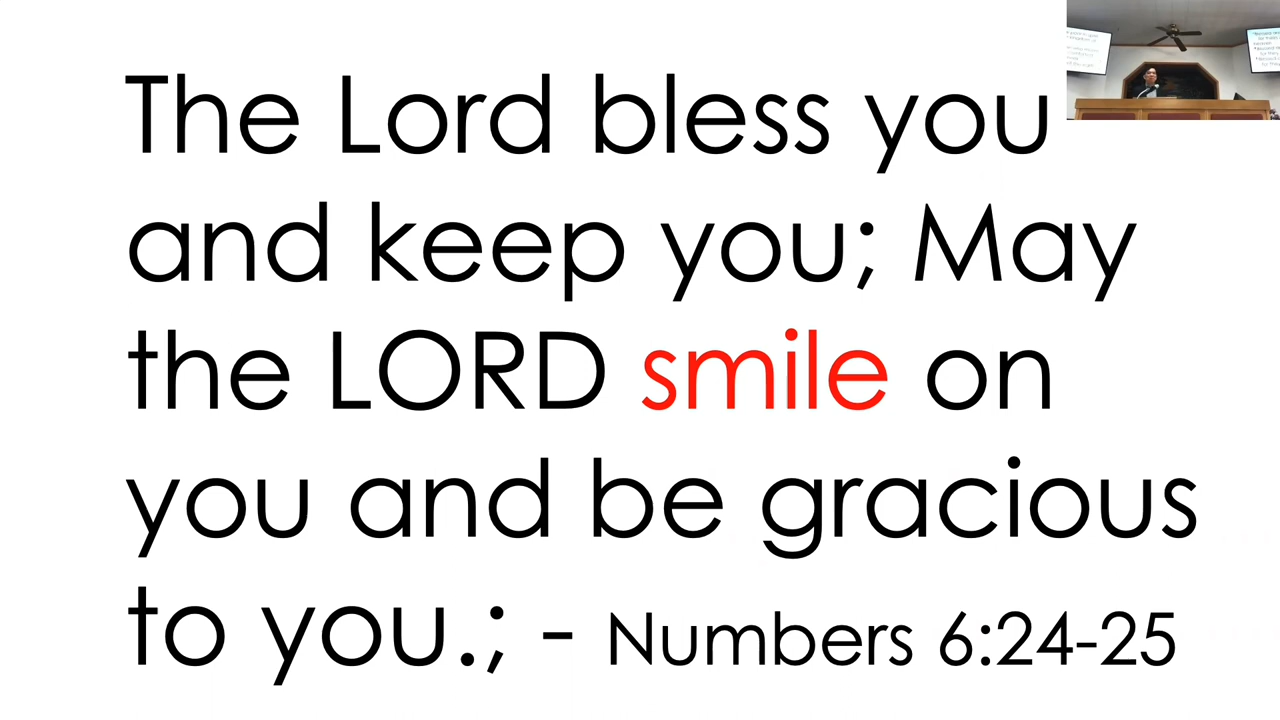 The Lord bless you
and keep you; May
the LORD smile on
you and be gracious
to you.; - Numbers 6:24-25